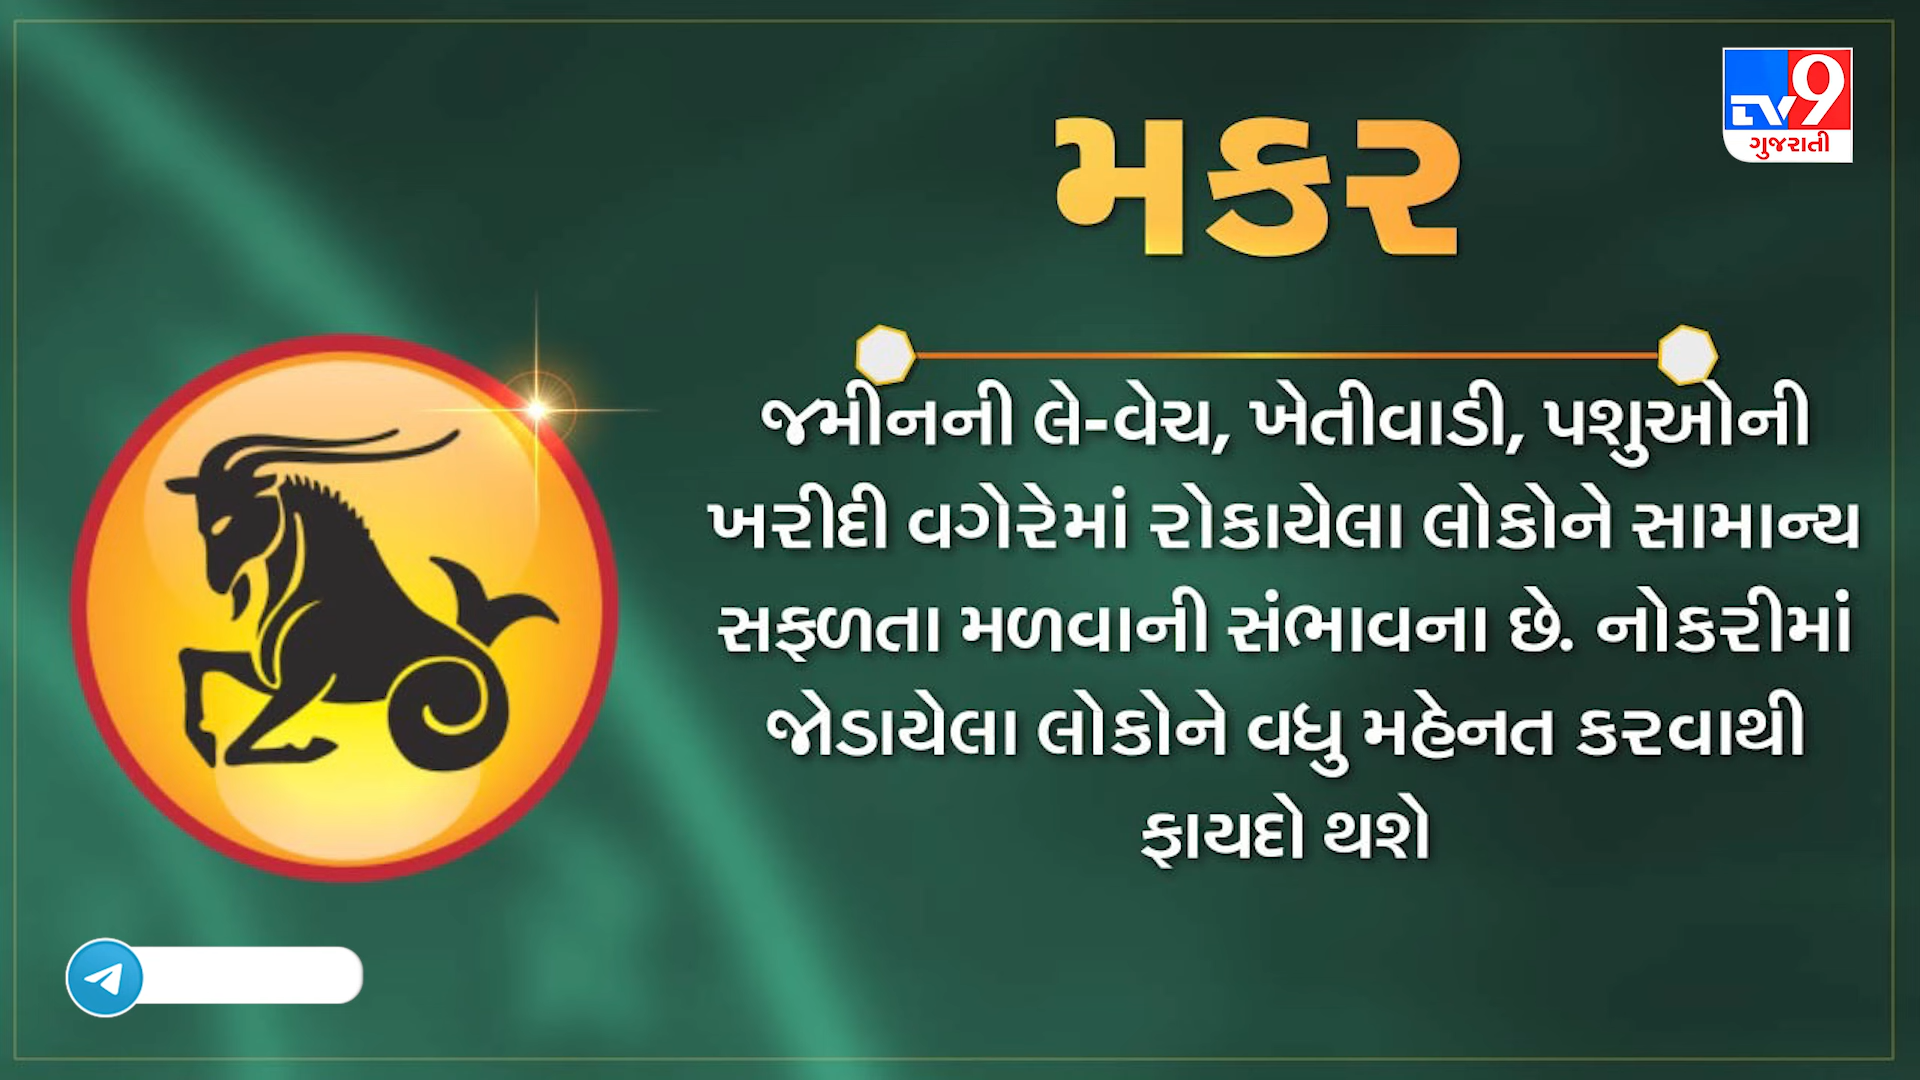 TV9
ગુજરાતી
મકર
જમીનની લે-વેચ, ખેતીવાડી, પશુઓની
ખરીદી વગેરેમાં રોકાયેલા લોકોને સામાન્ય
સફળતા મળવાની સંભાવના છે. નોકરીમાં
જોડાયેલા લોકોને વધુ મહેનત કરવાથી
ફાયદો થશે